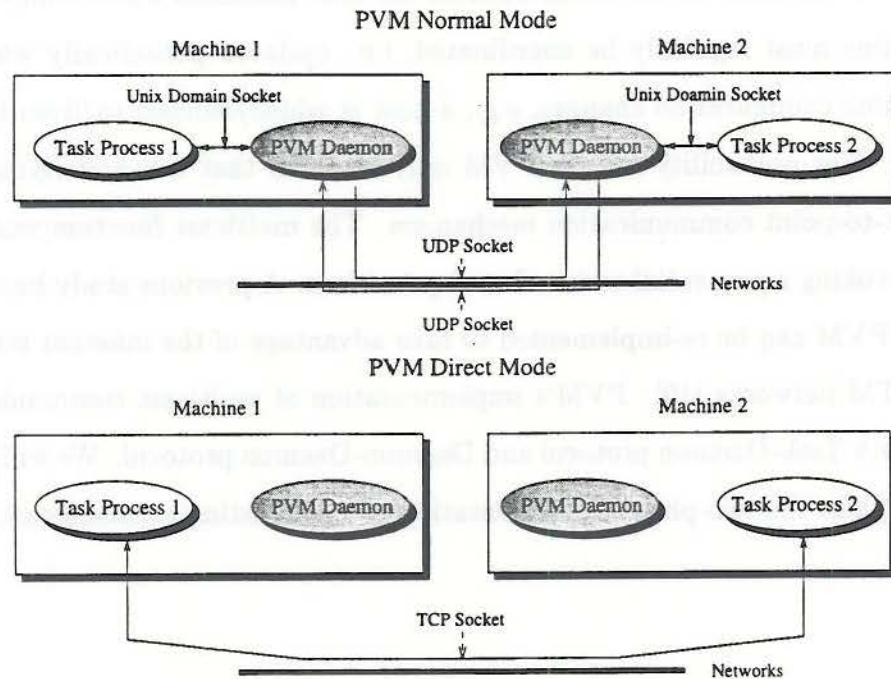 PVM Normal Mode
Machine 1
Machine 2
Unix Domain Socket
Unix Doamin Socket
Task Process 1
PVM Daemon
PVM Daemon
Task Process 2
UDP Socket
Networks
UDP Socket
PVM Direct Mode
Machine 1
Machine 2
Task Process 1
PVM Daemon
PVM Daemon
Task Process 2
TCP Socket
Networks